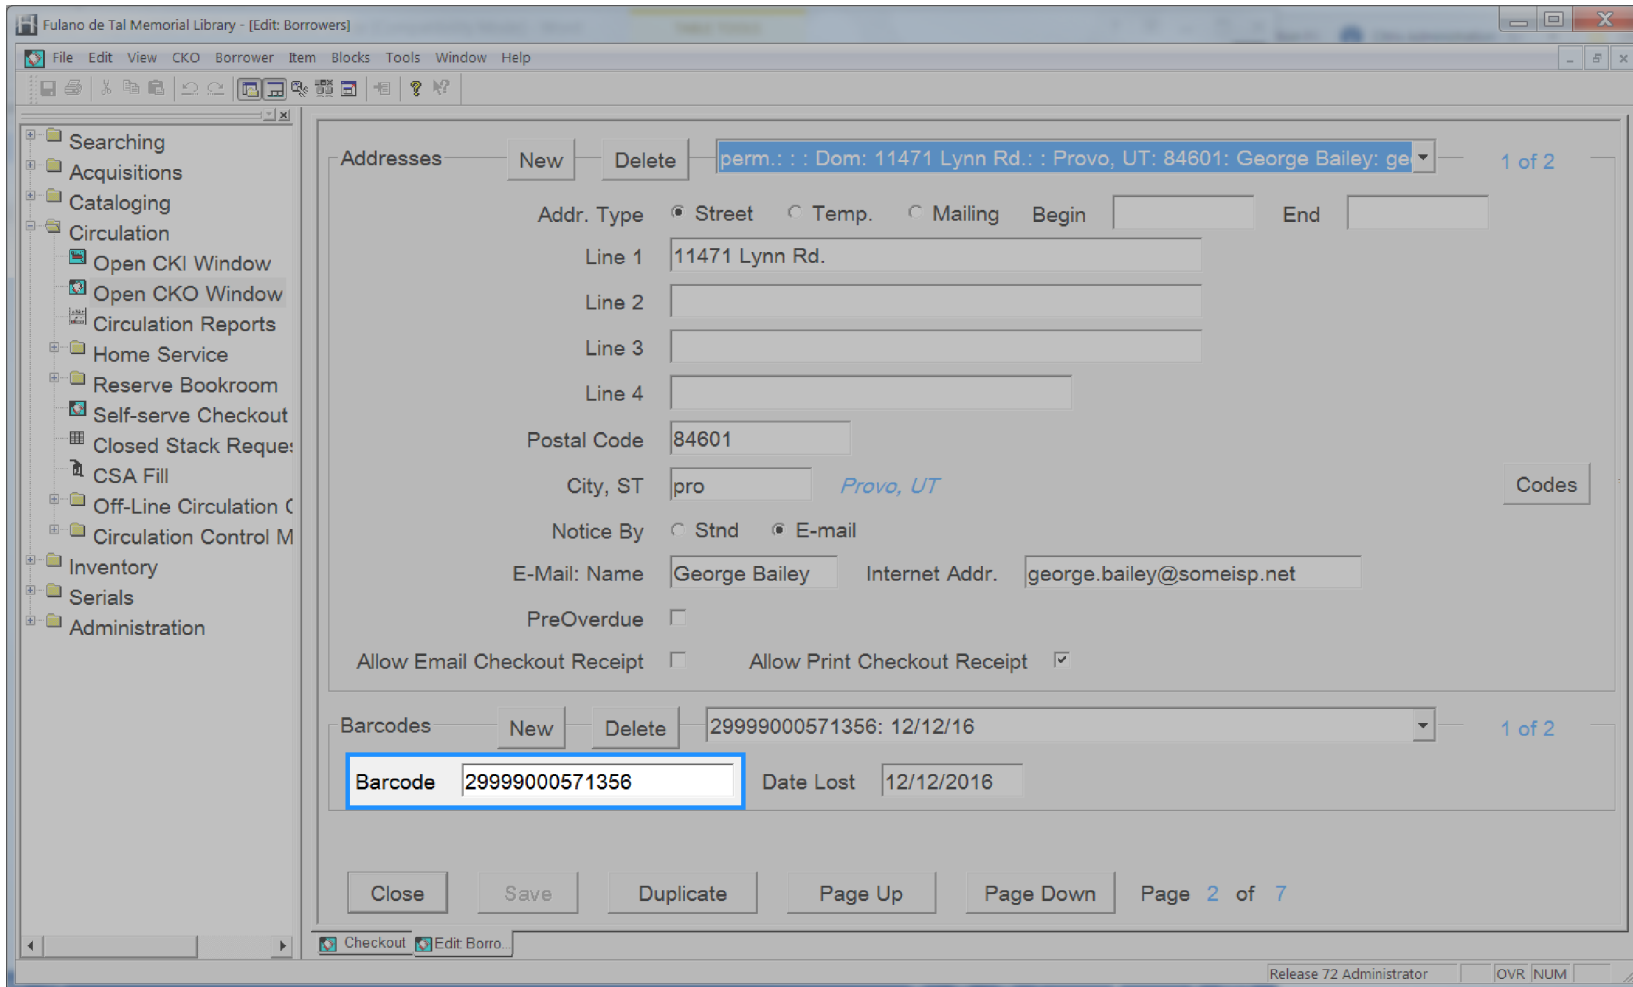 Fulano de Tal Memorial Library - [Edit: Borrowers]
File Edit View CKO Borrower Item Blocks Tools Window Help
Searching
Acquisitions
Cataloging
Circulation
Open CKI Window
Open CKO Window
Circulation Reports
Home Service
Reserve Bookroom
Self-serve Checkout
Closed Stack Reques
CSA Fill
Off-Line Circulation C
Circulation Control M
Inventory
Serials
Administration
Addresses New Delete perm.: : : Dom: 11471 Lynn Rd.: : Provo, UT: 84601: George Bailey: ge 1 of 2
Addr. Type Street Temp. Mailing Begin End
Line 1 11471 Lynn Rd.
Line 2
Line 3
Line 4
Postal Code 84601
City, ST pro Provo, UT Codes
Notice By Stnd E-mail
E-Mail: Name George Bailey Internet Addr. george.bailey@someisp.net
PreOverdue
Allow Email Checkout Receipt Allow Print Checkout Receipt
Barcodes New Delete 29999000571356: 12/12/16 1 of 2
Barcode 29999000571356 Date Lost 12/12/2016
Close Save Duplicate Page Up Page Down Page 2 of 7
Checkout Edit: Borro...
Release 72 Administrator OVR NUM